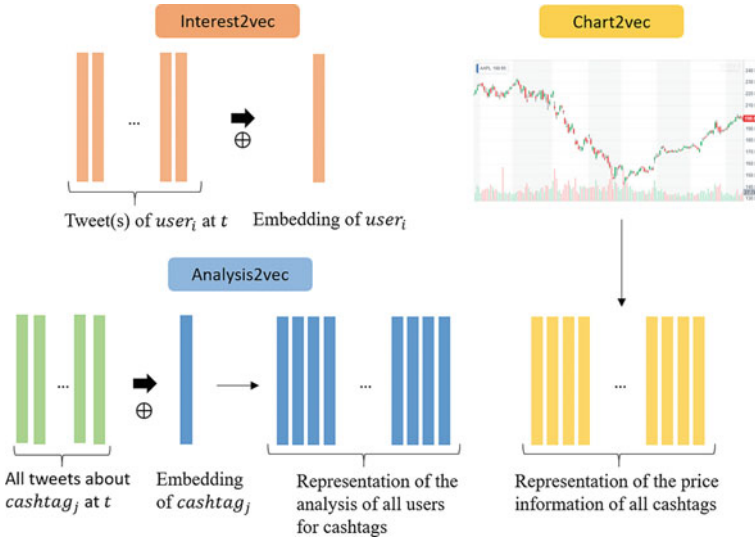 Interest2vec
...
⊕
Tweet(s) of user_i at t
Embedding of user_i
Chart2vec
Analysis2vec
...
⊕
...
...
All tweets about
cashtag_j at t
Embedding
of cashtag_j
Representation of the
analysis of all users
for cashtags
Representation of the price
information of all cashtags